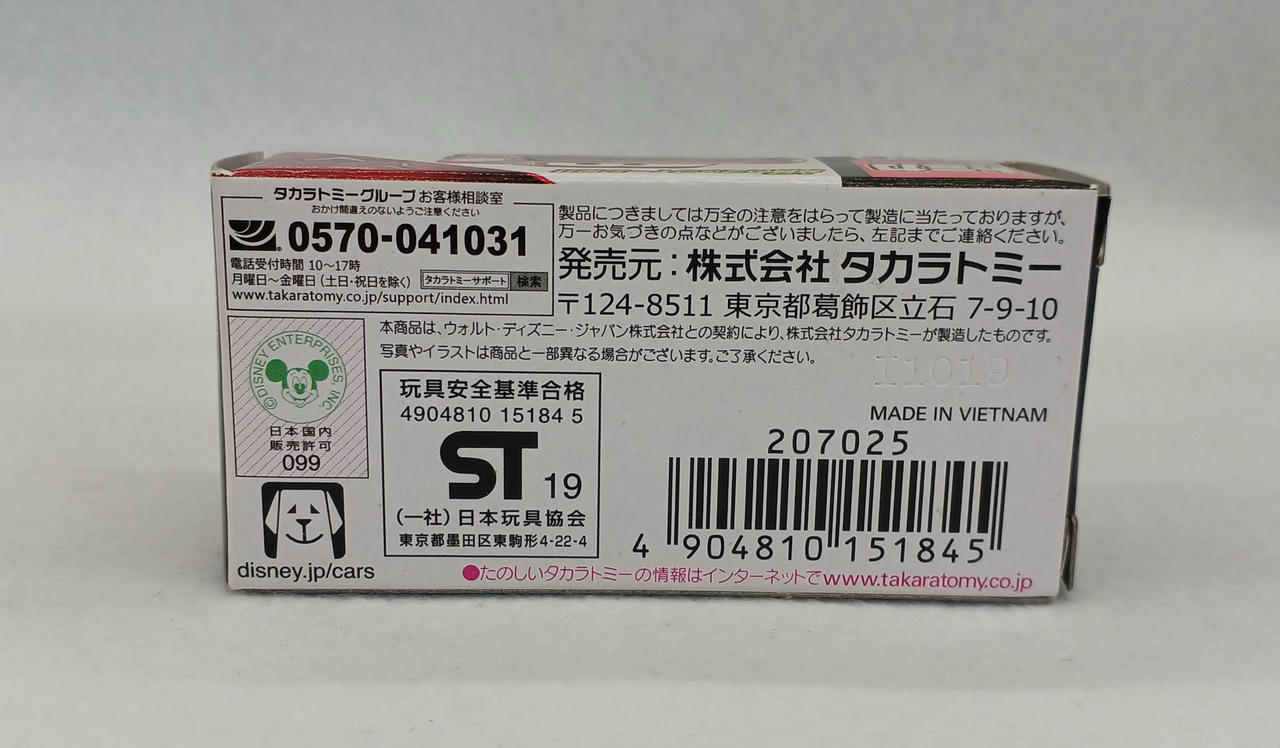 タカラトミーグループ お客様相談室
おかけ間違えのないようご注意ください
0570-041031
電話受付時間 10〜17時
月曜日〜金曜日(土日・祝日を除く) タカラトミーサポート 検索
www.takaratomy.co.jp/support/index.html
製品につきましては万全の注意をはらって製造に当たっておりますが、
万一お気づきの点などがございましたら、左記までご連絡ください。
発売元:株式会社 タカラトミー
〒124-8511 東京都葛飾区立石 7-9-10
本商品は、ウォルト・ディズニー・ジャパン株式会社との契約により、株式会社タカラトミーが製造したものです。
写真やイラストは商品と一部異なる場合がございます。ご了承ください。
©DISNEY ENTERPRISES, INC.
日本国内
販売許可
099
disney.jp/cars
玩具安全基準合格
4904810 15184 5
ST 19
(一社)日本玩具協会
東京都墨田区東駒形4-22-4
11019
MADE IN VIETNAM
207025
4 904810 151845
●たのしいタカラトミーの情報はインターネットで www.takaratomy.co.jp